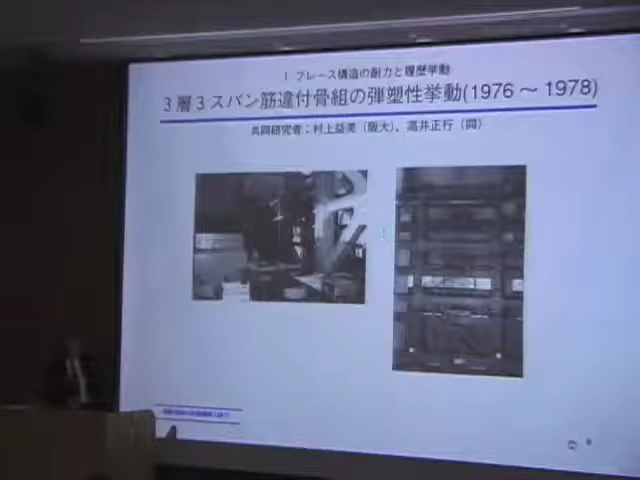 I ブレース構造の耐力と履歴挙動
3層3スパン筋違付骨組の弾塑性挙動(1976～1978)
共同研究者：村上益美（阪大）、高井正行（同）